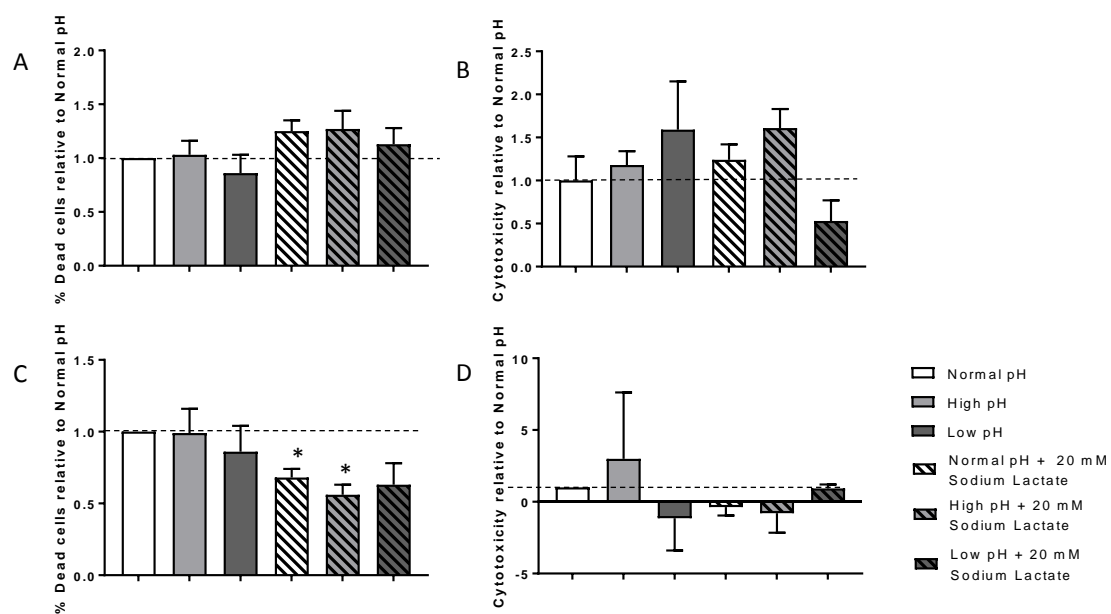 A
% Dead cells relative to Normal pH
2.0
1.5
1.0
0.5
0.0
B
Cytotoxicity relative to Normal pH
2.5
2.0
1.5
1.0
0.5
0.0
C
% Dead cells relative to Normal pH
1.5
1.0
0.5
0.0
*
*
D
Cytotoxicity relative to Normal pH
10
5
0
-5
Normal pH
High pH
Low pH
Normal pH + 20 mM
Sodium Lactate
High pH + 20 mM
Sodium Lactate
Low pH + 20 mM
Sodium Lactate